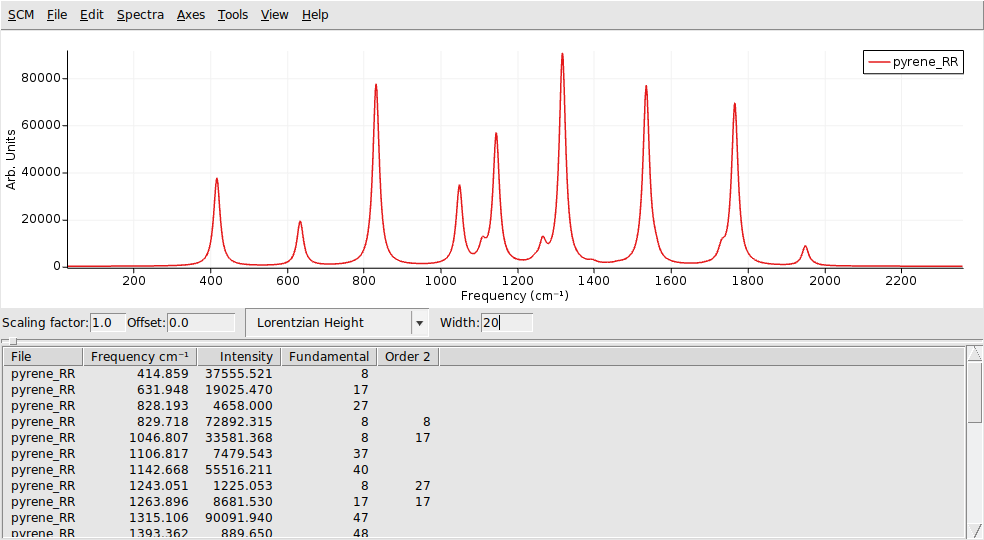 SCM File Edit Spectra Axes Tools View Help
pyrene_RR
80000
60000
40000
20000
0
Arb. Units
200 400 600 800 1000 1200 1400 1600 1800 2000 2200
Frequency (cm⁻¹)
Scaling factor: 1.0 Offset: 0.0 Lorentzian Height Width: 20
File Frequency cm⁻¹ Intensity Fundamental Order 2
pyrene_RR 414.859 37555.521 8
pyrene_RR 631.948 19025.470 17
pyrene_RR 828.193 4658.000 27
pyrene_RR 829.718 72892.315 8 8
pyrene_RR 1046.807 33581.368 8 17
pyrene_RR 1106.817 7479.543 37
pyrene_RR 1142.668 55516.211 40
pyrene_RR 1243.051 1225.053 8 27
pyrene_RR 1263.896 8681.530 17 17
pyrene_RR 1315.106 90091.940 47
pyrene_RR 1393.362 889.650 48